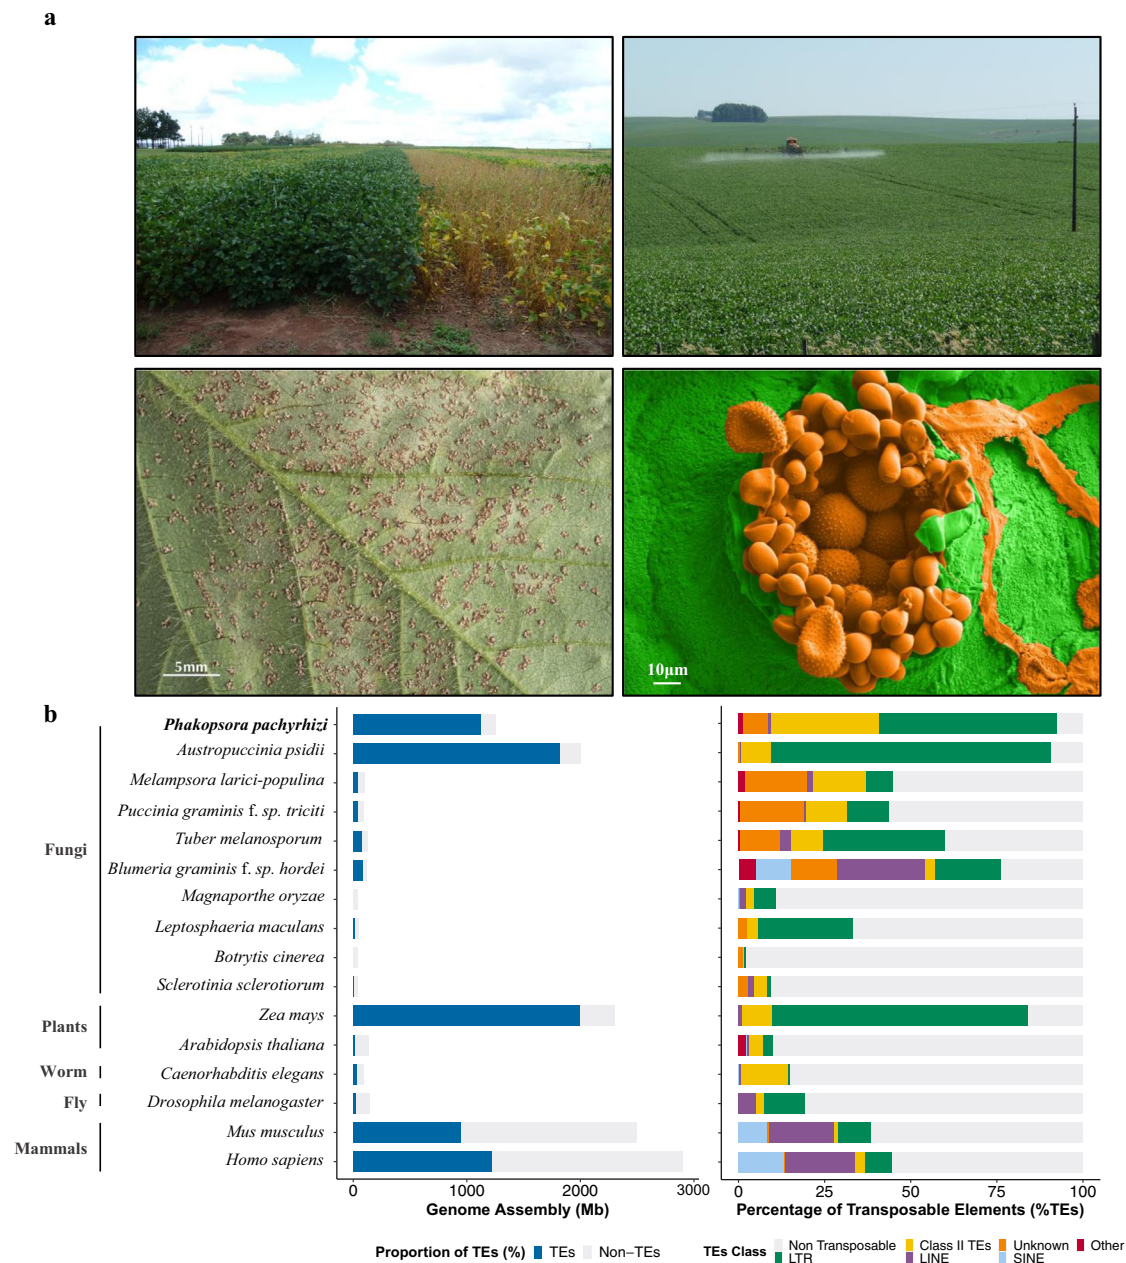 a
5mm
10μm
b
Phakopsora pachyrhizi
Austropuccinia psidii
Melampsora larici-populina
Puccinia graminis f. sp. triciti
Tuber melanosporum
Fungi
Blumeria graminis f. sp. hordei
Magnaporthe oryzae
Leptosphaeria maculans
Botrytis cinerea
Sclerotinia sclerotiorum
Zea mays
Plants
Arabidopsis thaliana
Worm
Caenorhabditis elegans
Fly
Drosophila melanogaster
Mus musculus
Mammals
Homo sapiens
0 1000 2000 3000
Genome Assembly (Mb)
0 25 50 75 100
Percentage of Transposable Elements (%TEs)
Proportion of TEs (%) TEs Non−TEs
TEs Class Non Transposable Class II TEs Unknown Other
LTR LINE SINE